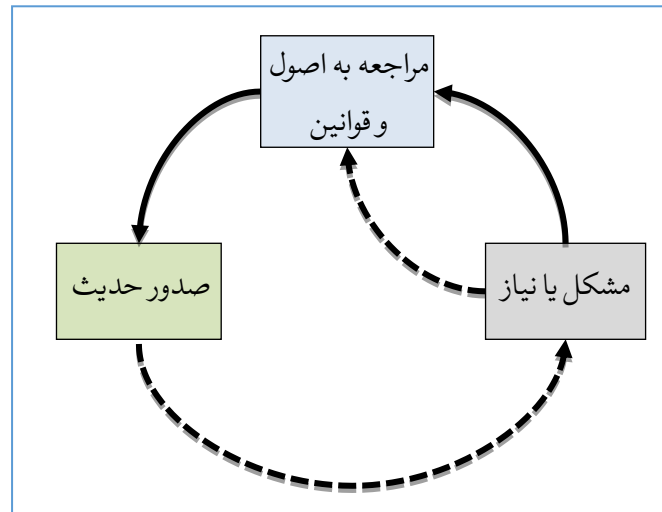 مراجعه به اصول
و قوانین
مشکل یا نیاز
صدور حدیث